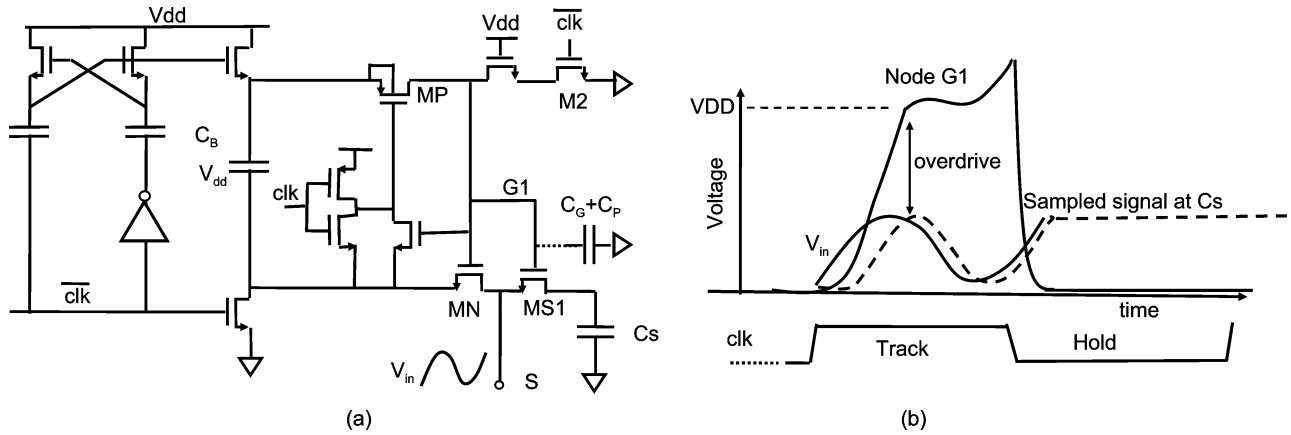 Vdd
Vdd
clk
MP
M2
C_B
V_dd
clk
G1
C_G+C_P
clk
MN
MS1
Cs
V_in
S
(a)
Node G1
VDD
overdrive
Voltage
Sampled signal at Cs
V_in
time
clk
Track
Hold
(b)